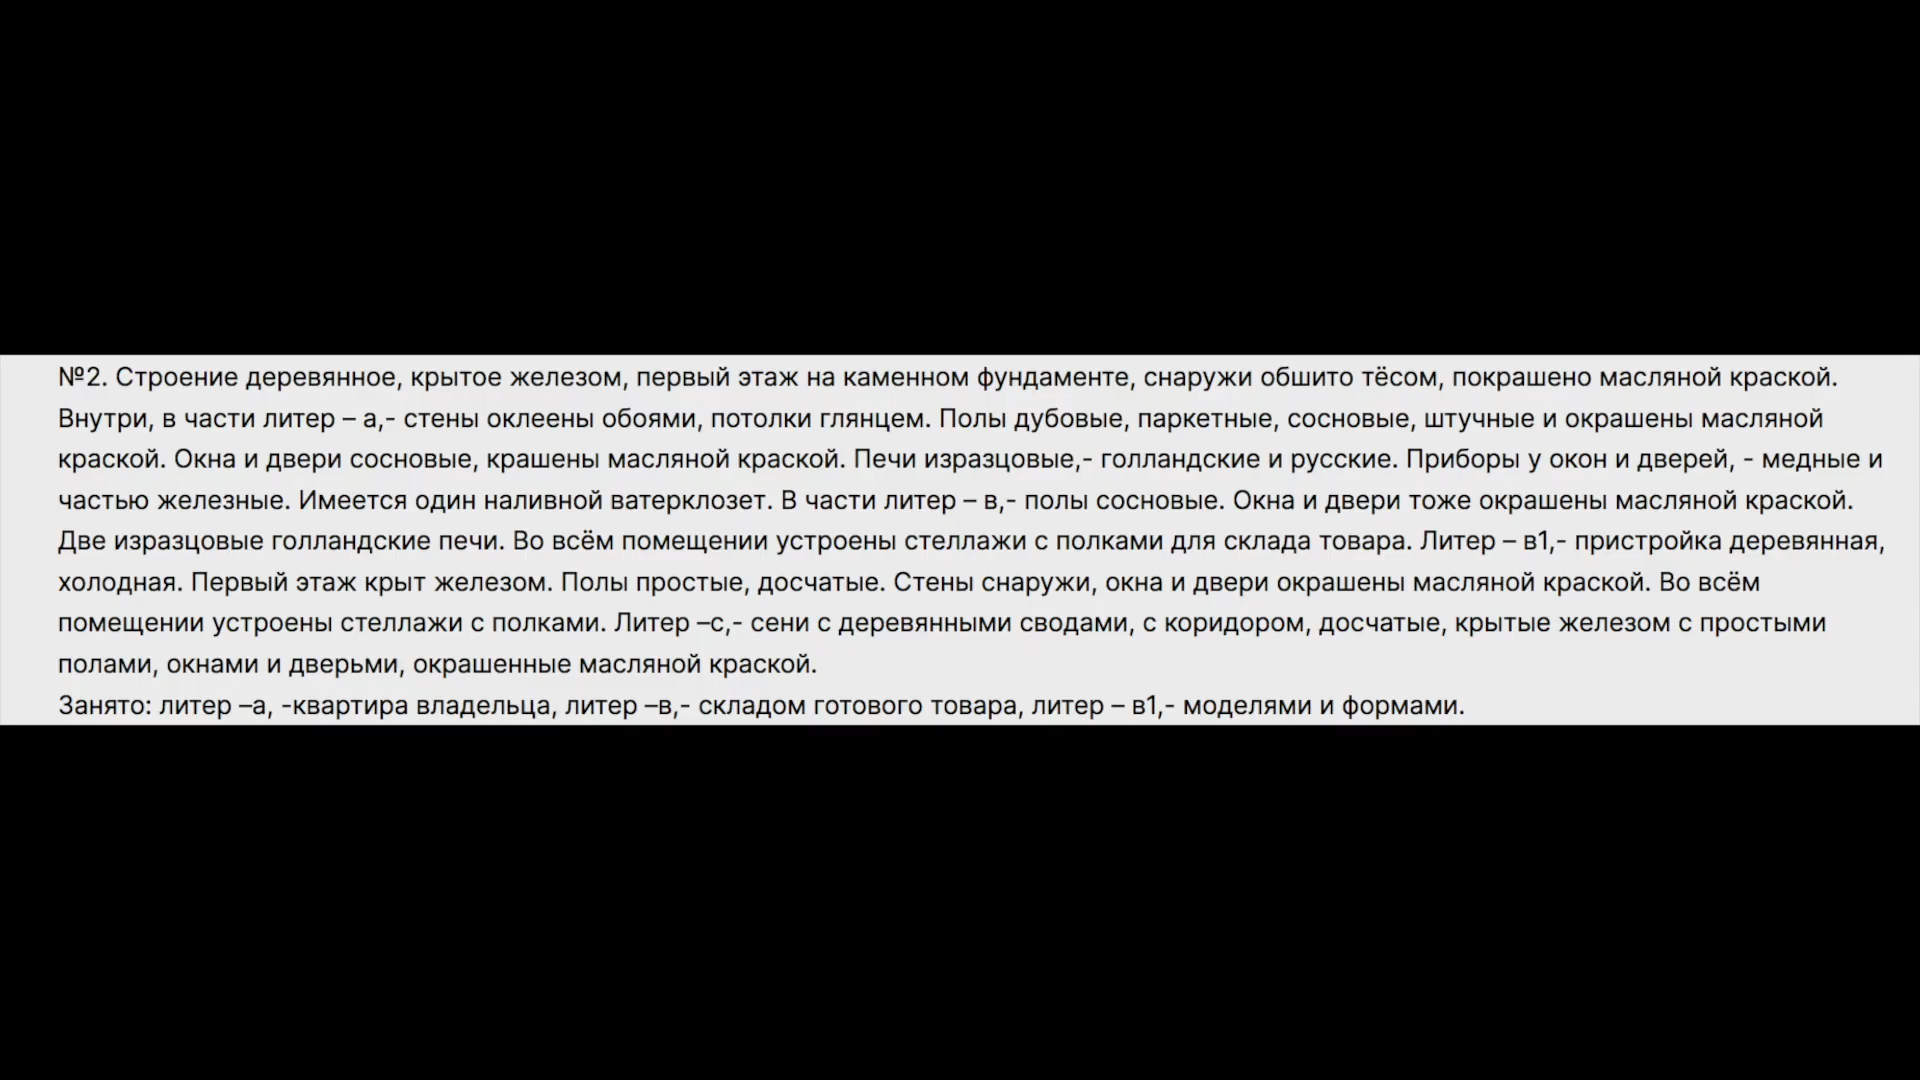 №2. Строение деревянное, крытое железом, первый этаж на каменном фундаменте, снаружи обшито тёсом, покрашено масляной краской.
Внутри, в части литер – а,- стены оклеены обоями, потолки глянцем. Полы дубовые, паркетные, сосновые, штучные и окрашены масляной
краской. Окна и двери сосновые, крашены масляной краской. Печи изразцовые,- голландские и русские. Приборы у окон и дверей, - медные и
частью железные. Имеется один наливной ватерклозет. В части литер – в,- полы сосновые. Окна и двери тоже окрашены масляной краской.
Две изразцовые голландские печи. Во всём помещении устроены стеллажи с полками для склада товара. Литер – в1,- пристройка деревянная,
холодная. Первый этаж крыт железом. Полы простые, досчатые. Стены снаружи, окна и двери окрашены масляной краской. Во всём
помещении устроены стеллажи с полками. Литер –с,- сени с деревянными сводами, с коридором, досчатые, крытые железом с простыми
полами, окнами и дверьми, окрашенные масляной краской.
Занято: литер –а, -квартира владельца, литер –в,- складом готового товара, литер – в1,- моделями и формами.